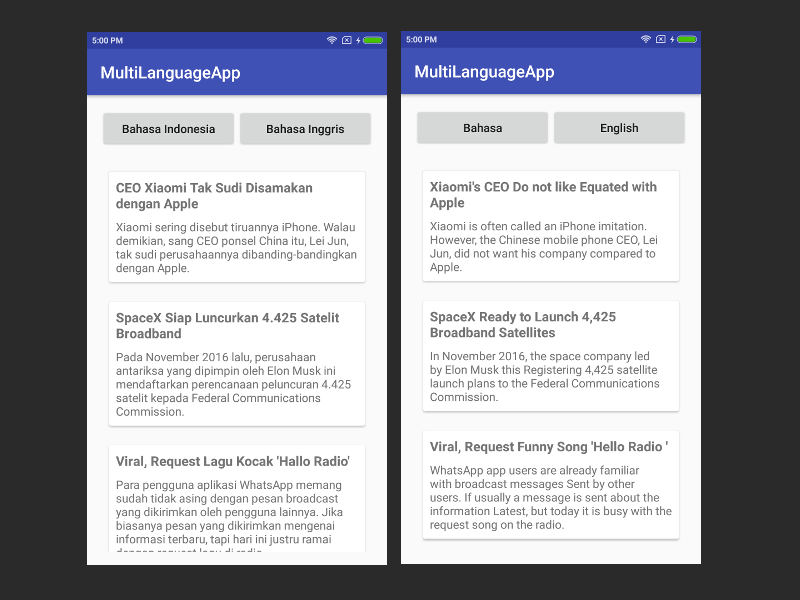 5:00 PM
MultiLanguageApp
Bahasa Indonesia
Bahasa Inggris
CEO Xiaomi Tak Sudi Disamakan
dengan Apple
Xiaomi sering disebut tiruannya iPhone. Walau
demikian, sang CEO ponsel China itu, Lei Jun,
tak sudi perusahaannya dibanding-bandingkan
dengan Apple.
SpaceX Siap Luncurkan 4.425 Satelit
Broadband
Pada November 2016 lalu, perusahaan
antariksa yang dipimpin oleh Elon Musk ini
mendaftarkan perencanaan peluncuran 4.425
satelit kepada Federal Communications
Commission.
Viral, Request Lagu Kocak 'Hallo Radio'
Para pengguna aplikasi WhatsApp memang
sudah tidak asing dengan pesan broadcast
yang dikirimkan oleh pengguna lainnya. Jika
biasanya pesan yang dikirimkan mengenai
informasi terbaru, tapi hari ini justru ramai
dengan request lagu di radio.
5:00 PM
MultiLanguageApp
Bahasa
English
Xiaomi's CEO Do not like Equated with
Apple
Xiaomi is often called an iPhone imitation.
However, the Chinese mobile phone CEO, Lei
Jun, did not want his company compared to
Apple.
SpaceX Ready to Launch 4,425
Broadband Satellites
In November 2016, the space company led
by Elon Musk this Registering 4,425 satellite
launch plans to the Federal Communications
Commission.
Viral, Request Funny Song 'Hello Radio '
WhatsApp app users are already familiar
with broadcast messages Sent by other
users. If usually a message is sent about the
information Latest, but today it is busy with the
request song on the radio.